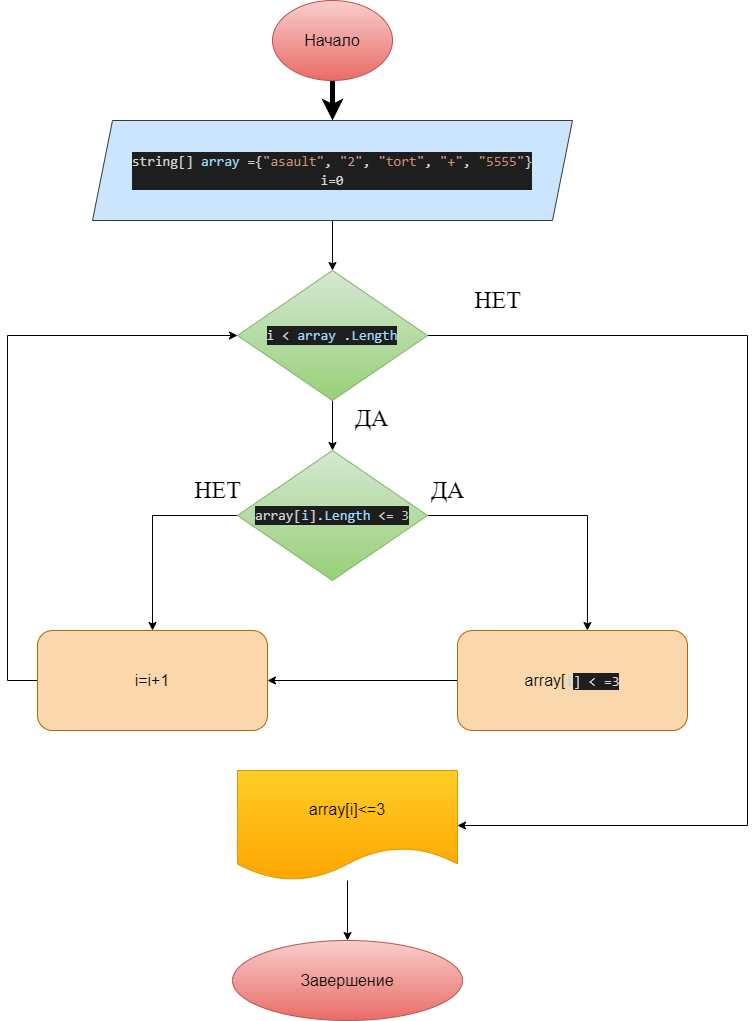 Начало
string[] array ={"asault", "2", "tort", "+", "5555"}
i=0
i < array .Length
НЕТ
ДА
array[i].Length <= 3
НЕТ
ДА
i=i+1
array[i] < =3
array[i]<=3
Завершение